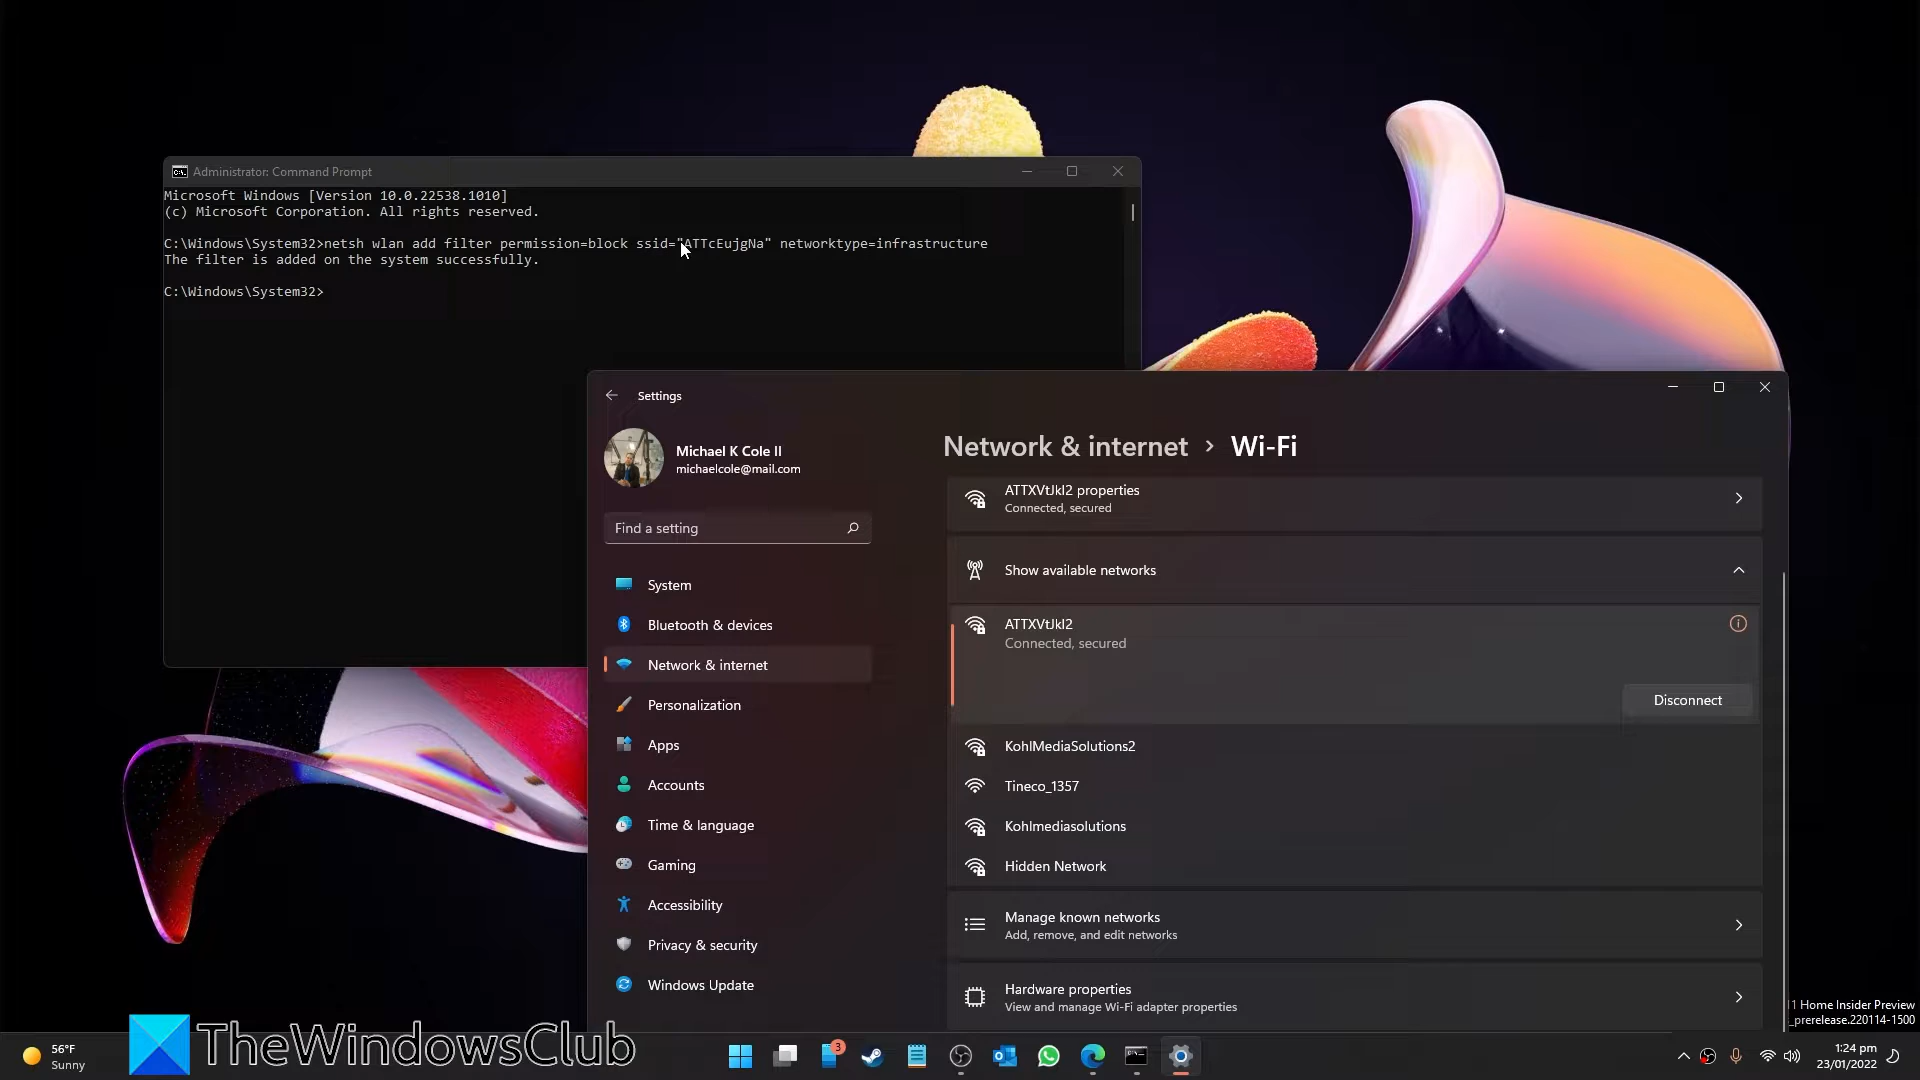 Administrator: Command Prompt
Microsoft Windows [Version 10.0.22538.1010]
(c) Microsoft Corporation. All rights reserved.
C:\Windows\System32>netsh wlan add filter permission=block ssid="ATTcEujgNa" networktype=infrastructure
The filter is added on the system successfully.
C:\Windows\System32>
Settings
Michael K Cole II
michaelcole@mail.com
Find a setting
System
Bluetooth & devices
Network & internet
Personalization
Apps
Accounts
Time & language
Gaming
Accessibility
Privacy & security
Windows Update
Network & internet › Wi-Fi
ATTXVtJkI2 properties
Connected, secured
Show available networks
ATTXVtJkI2
Connected, secured
Disconnect
KohlMediaSolutions2
Tineco_1357
Kohlmediasolutions
Hidden Network
Manage known networks
Add, remove, and edit networks
Hardware properties
View and manage Wi-Fi adapter properties
1 Home Insider Preview
_prerelease.220114-1500
56°F
Sunny
TheWindowsClub
3
1:24 pm
23/01/2022